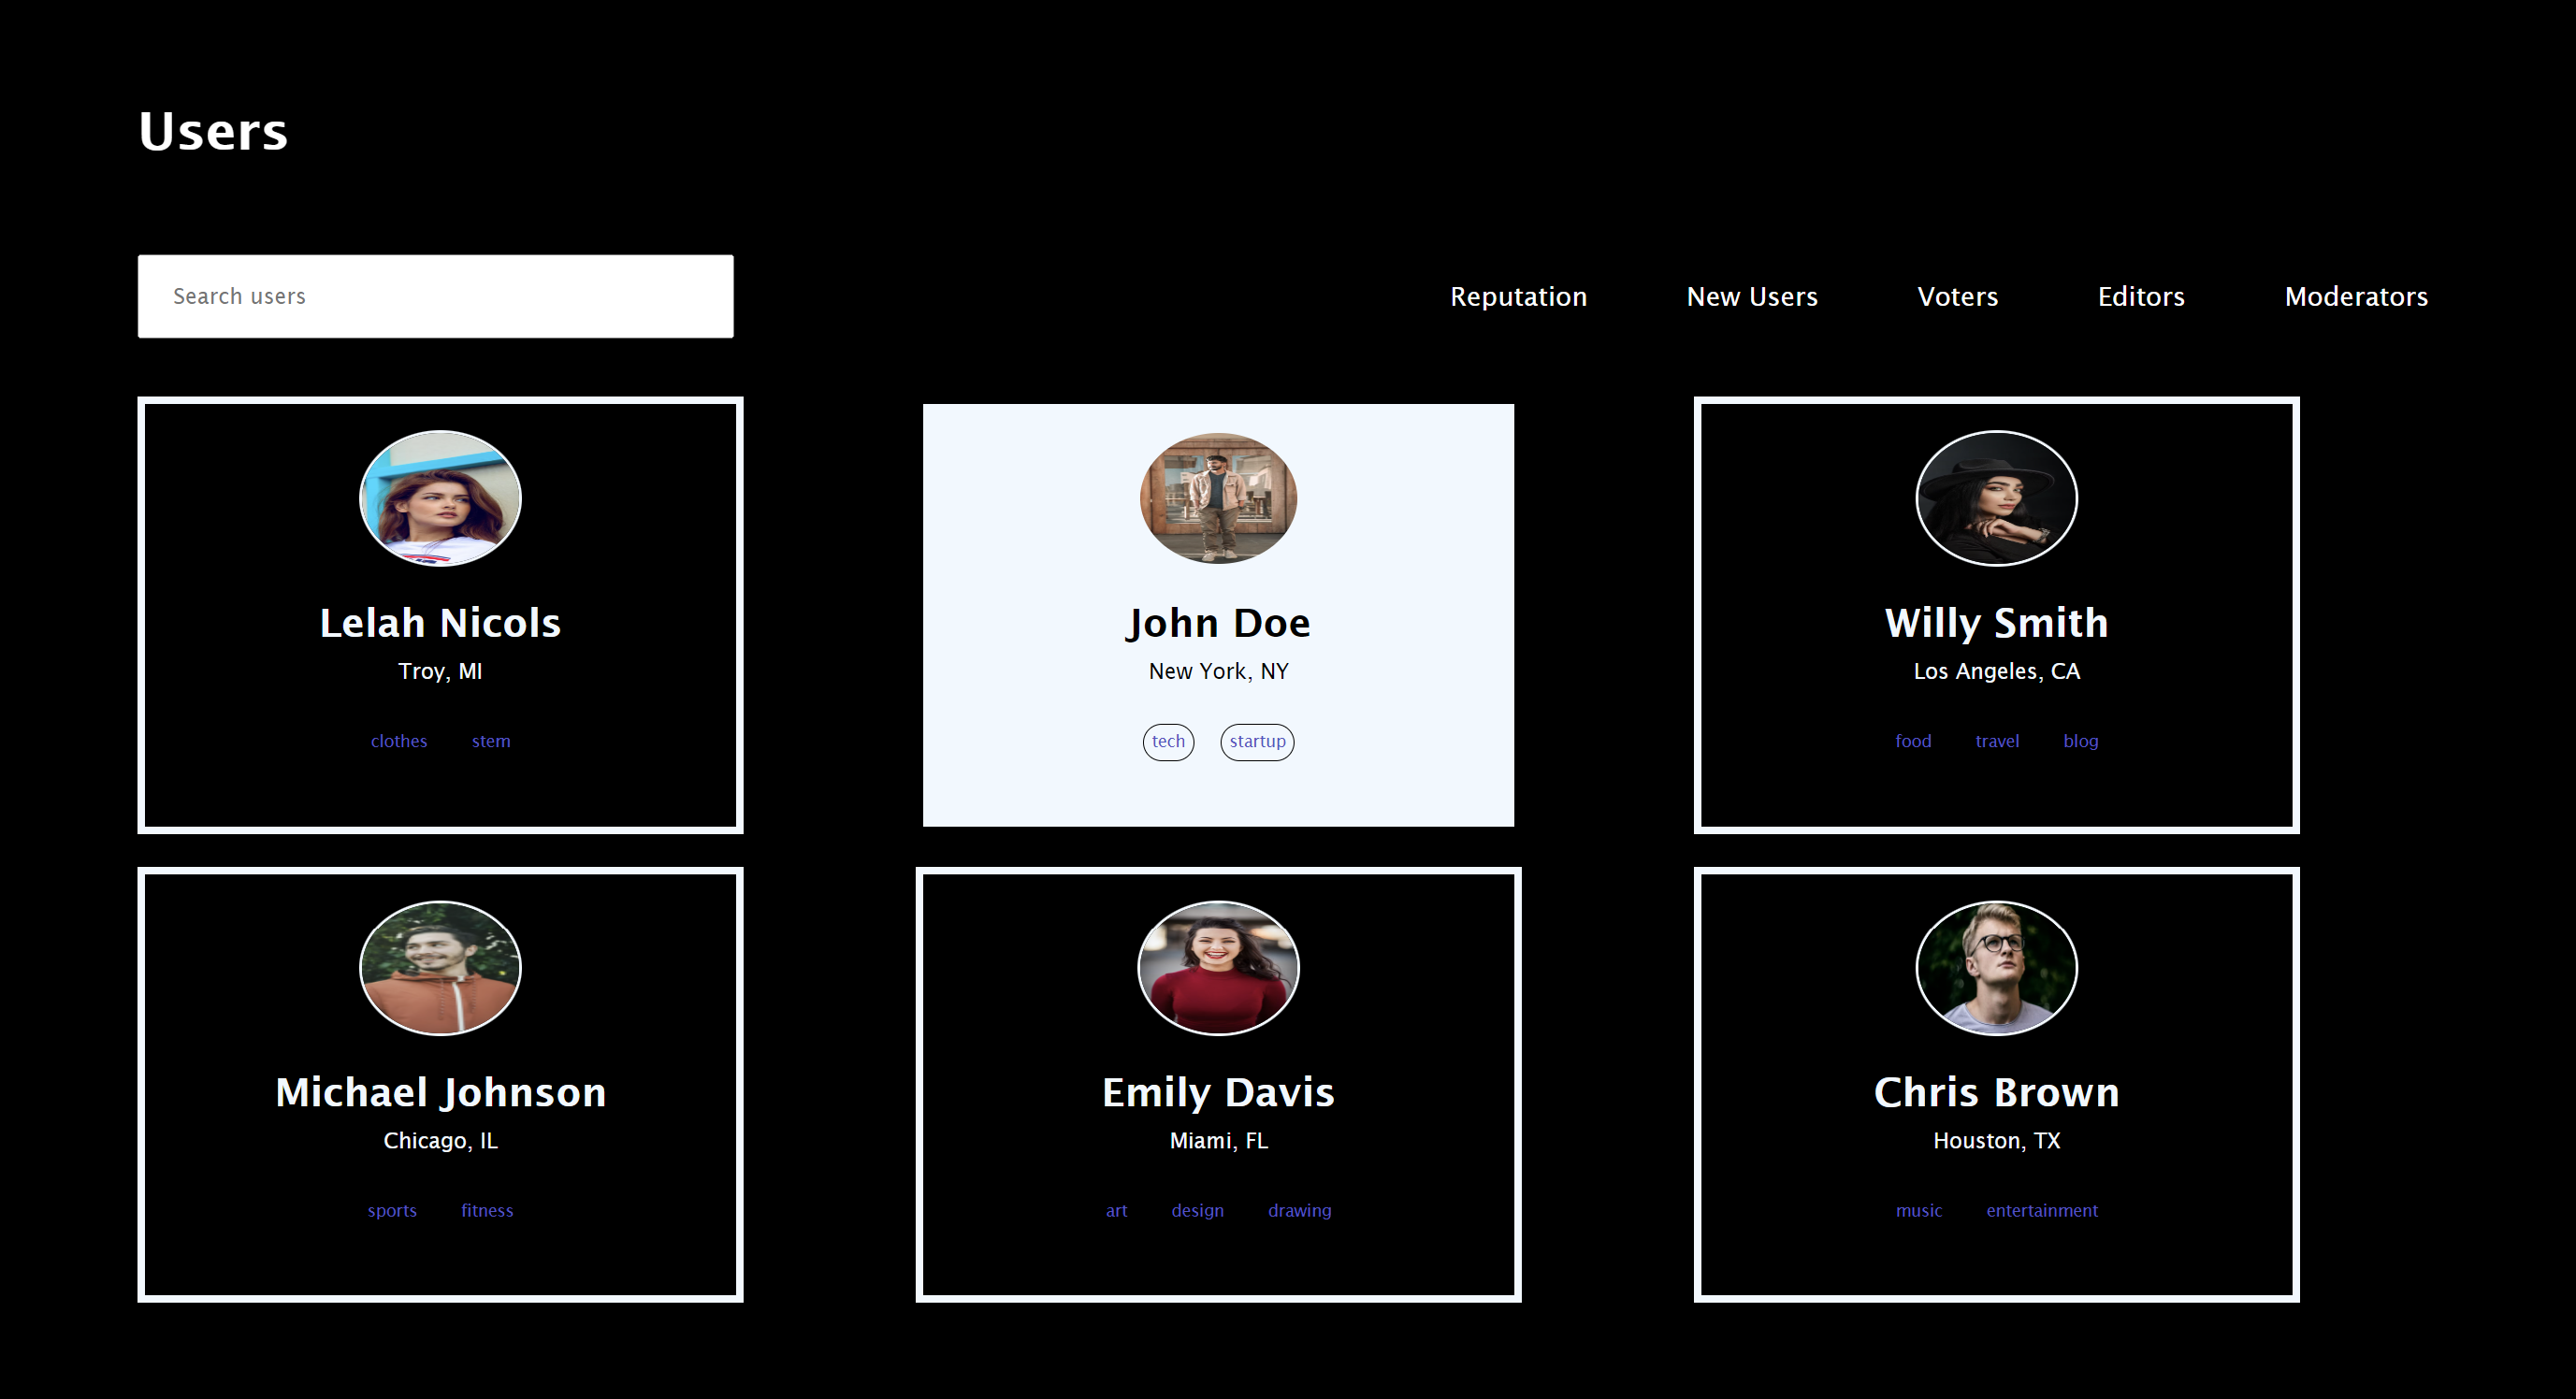 Users
Search users
Reputation New Users Voters Editors Moderators
Lelah Nicols
Troy, MI
clothes stem
John Doe
New York, NY
tech startup
Willy Smith
Los Angeles, CA
food travel blog
Michael Johnson
Chicago, IL
sports fitness
Emily Davis
Miami, FL
art design drawing
Chris Brown
Houston, TX
music entertainment